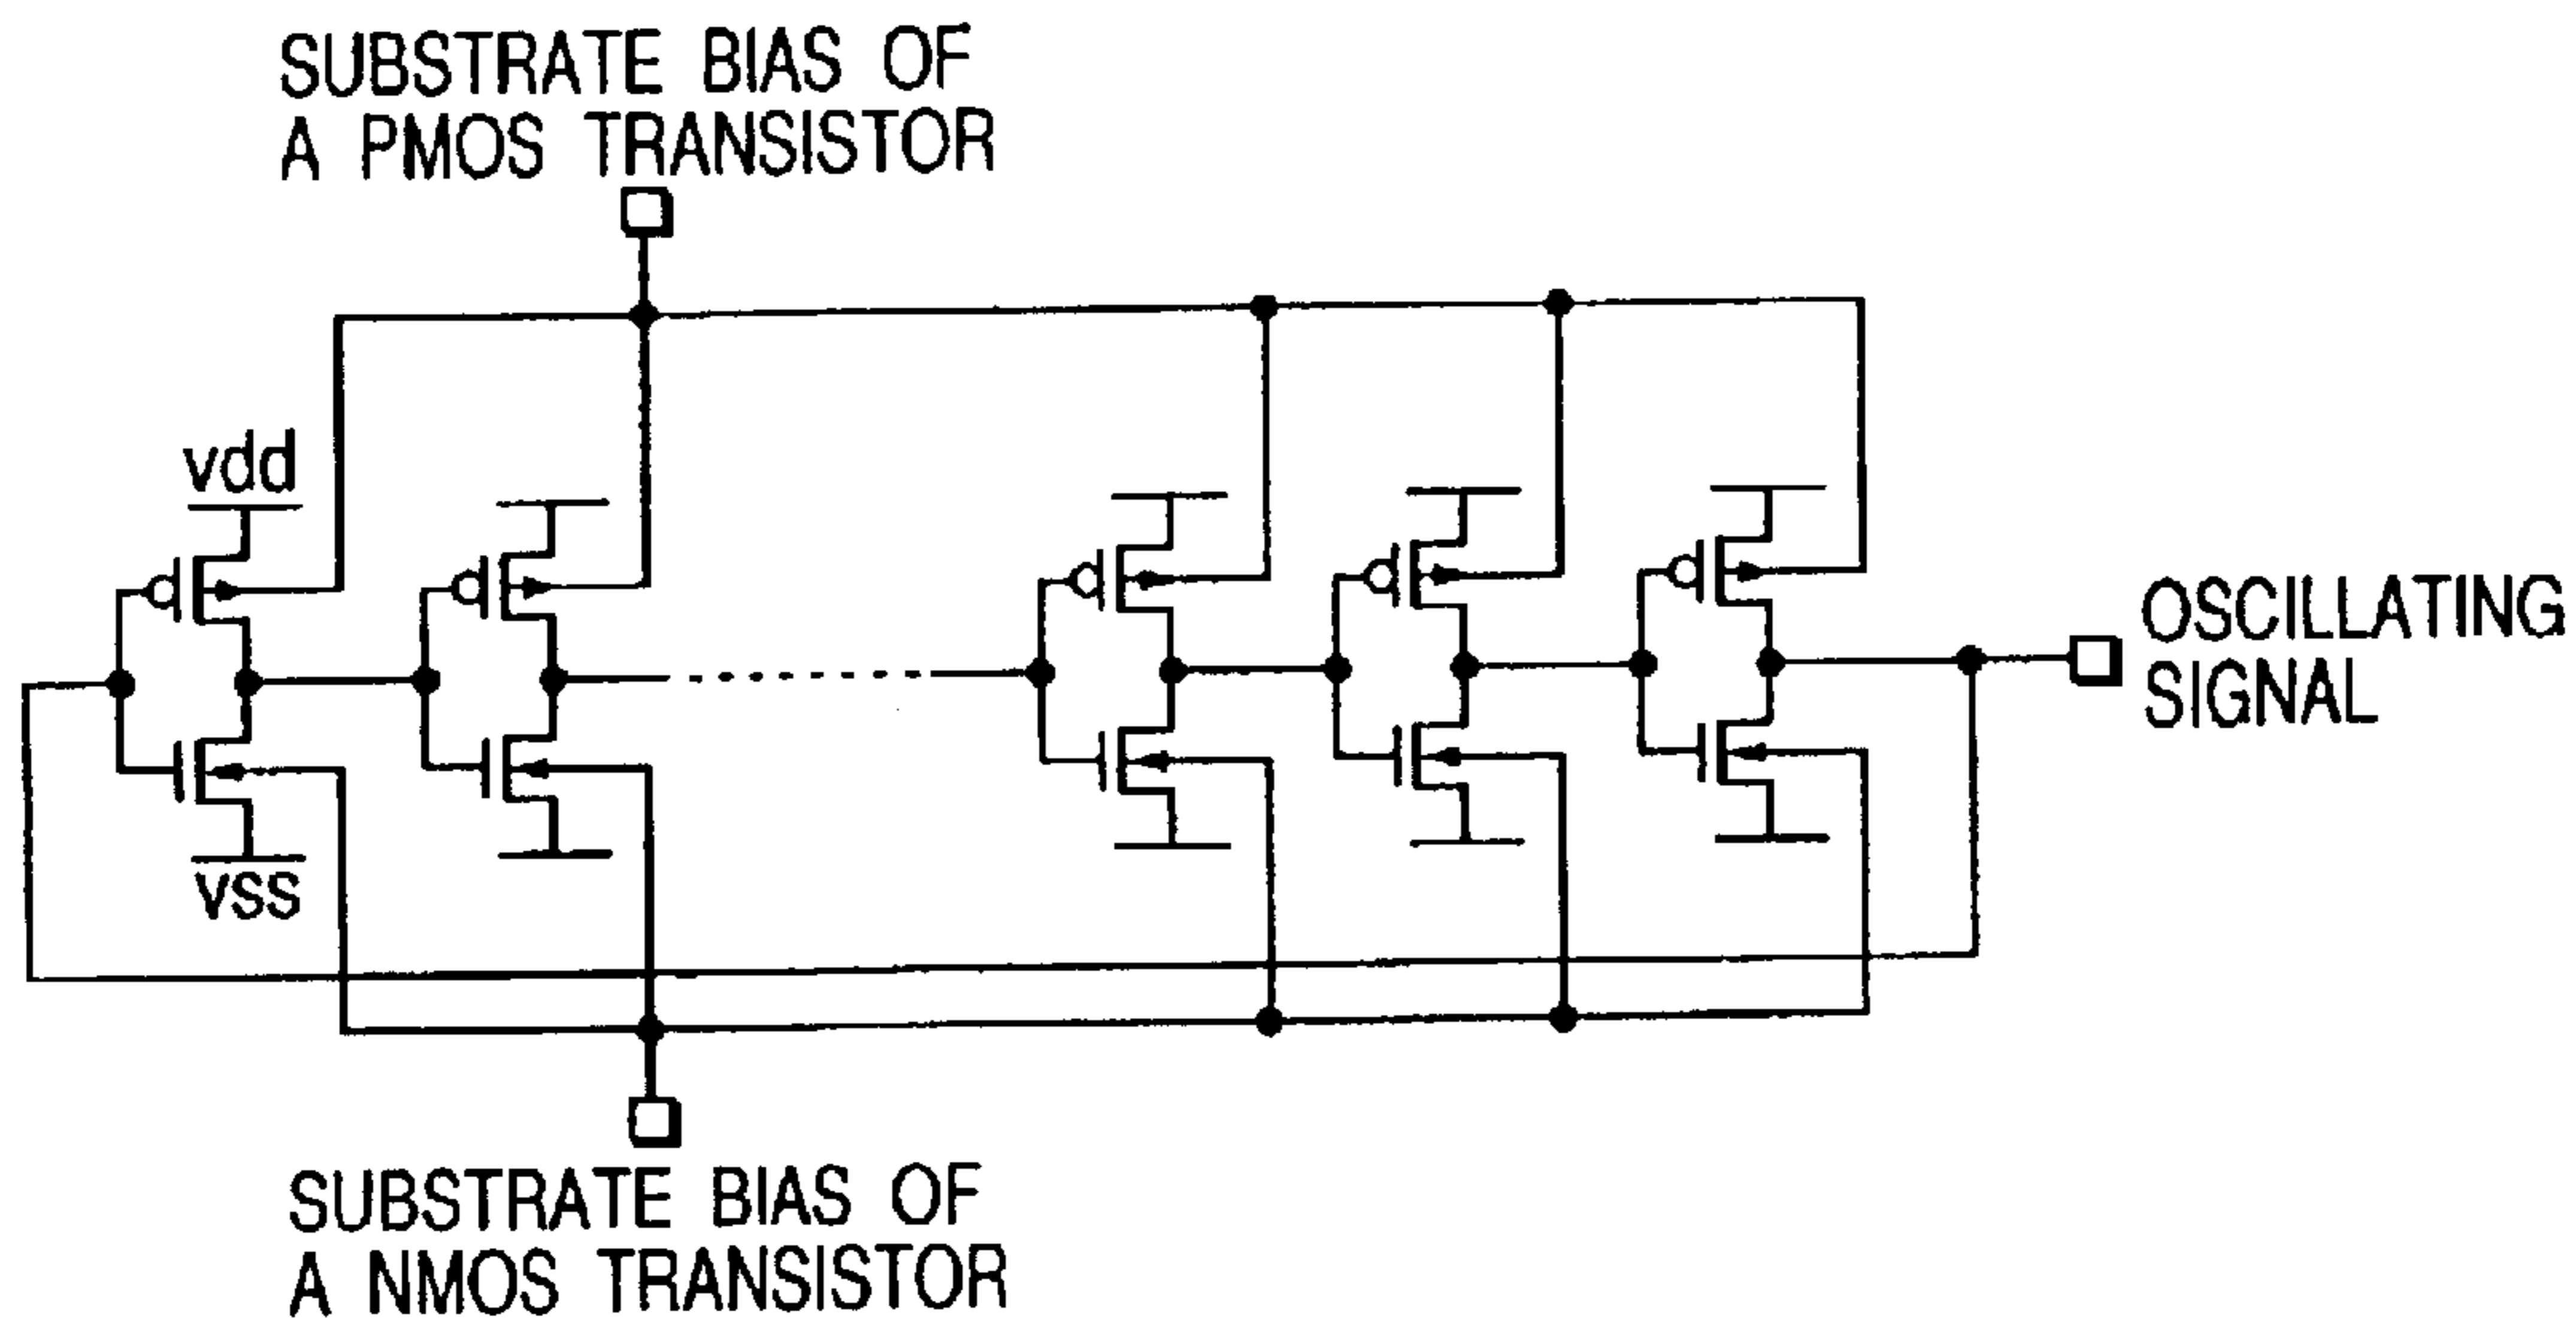 SUBSTRATE BIAS OF
A PMOS TRANSISTOR
vdd
OSCILLATING
SIGNAL
vss
SUBSTRATE BIAS OF
A NMOS TRANSISTOR